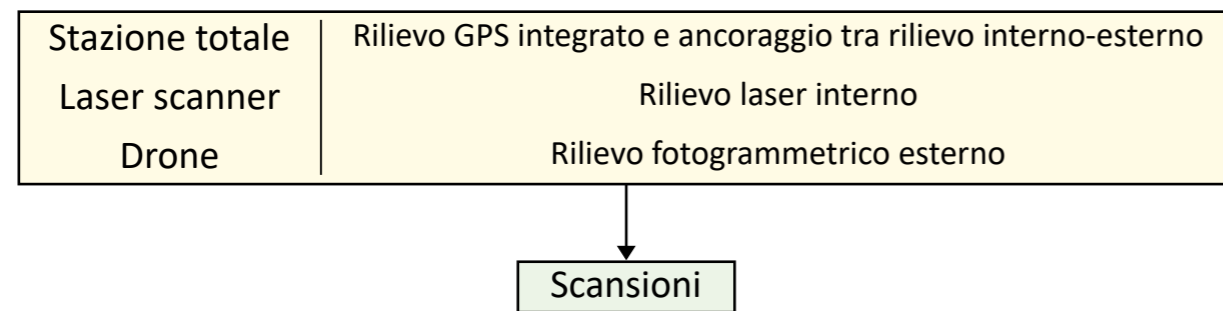 Stazione totale Rilievo GPS integrato e ancoraggio tra rilievo interno-esterno
Laser scanner Rilievo laser interno
Drone Rilievo fotogrammetrico esterno
Scansioni